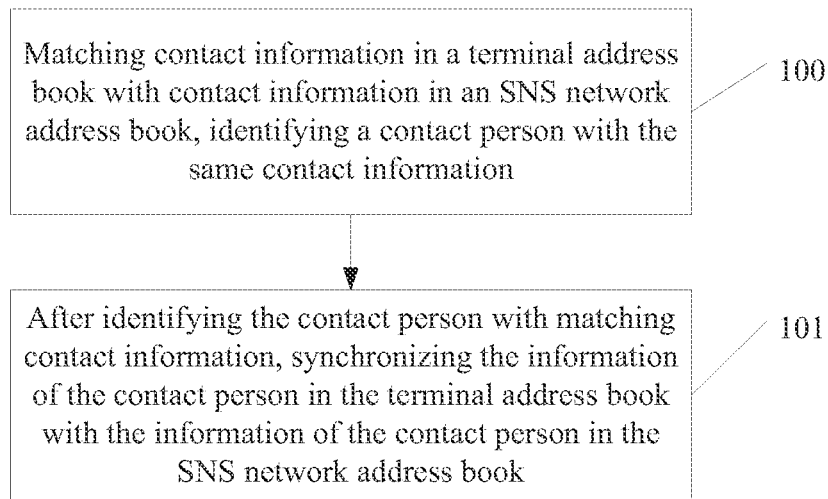 Matching contact information in a terminal address
book with contact information in an SNS network
address book, identifying a contact person with the
same contact information
100
After identifying the contact person with matching
contact information, synchronizing the information
of the contact person in the terminal address book
with the information of the contact person in the
SNS network address book
101